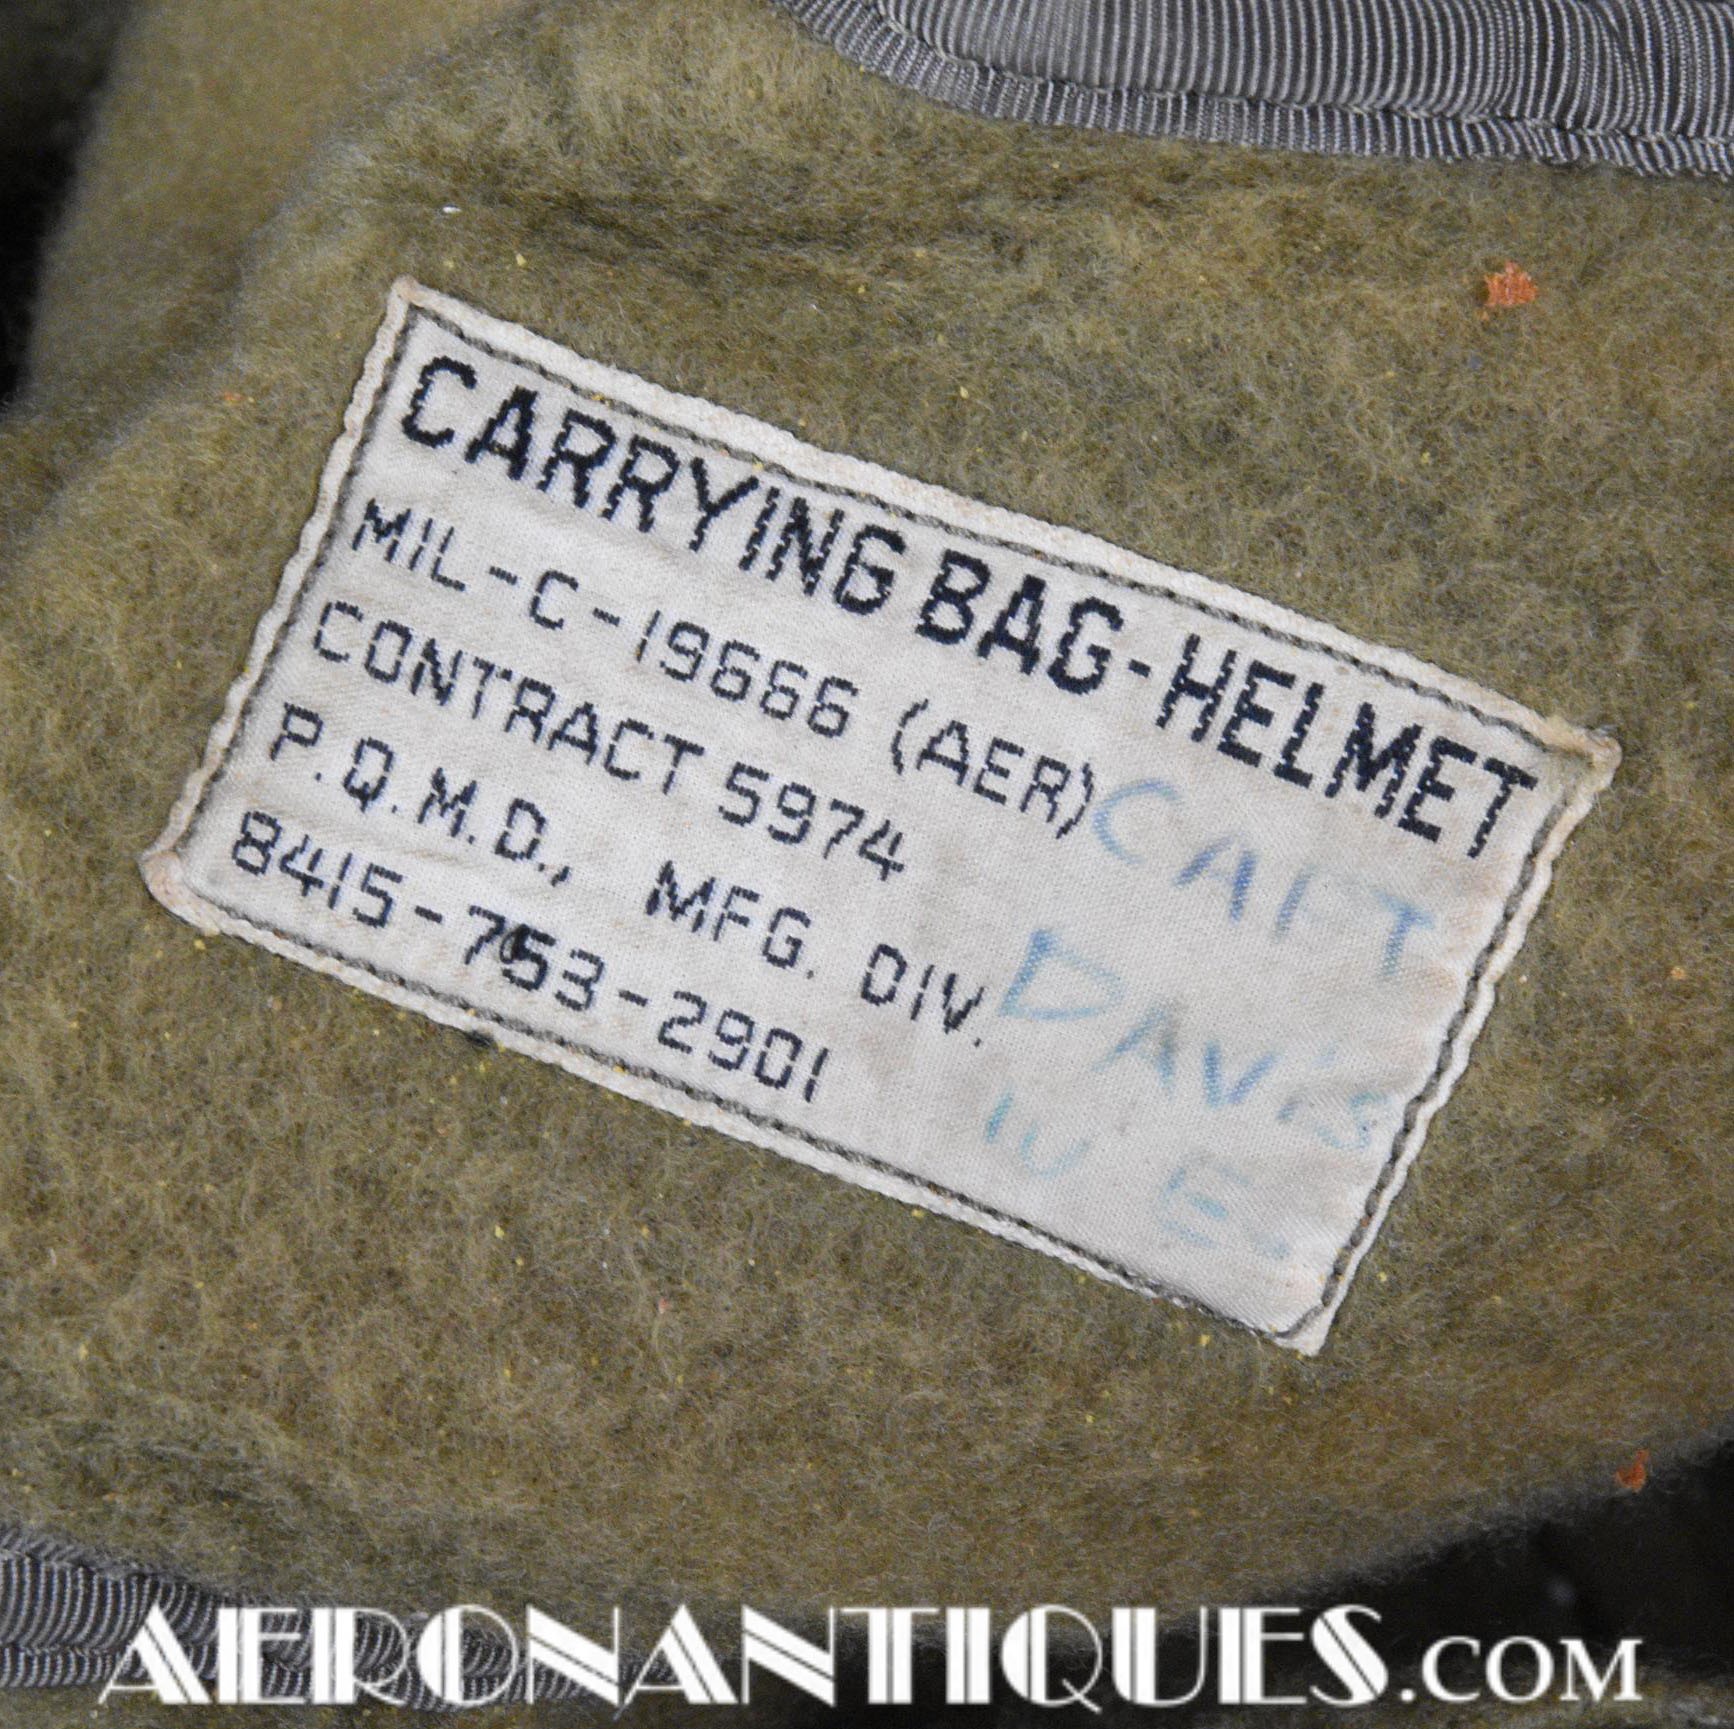 CARRYING BAG-HELMET
MIL-C-19666 (AER)
CONTRACT 5974
P.Q.M.D., MFG. DIV.
8415-753-2901
CAPT
DAVIS
AERONANTIQUES.COM